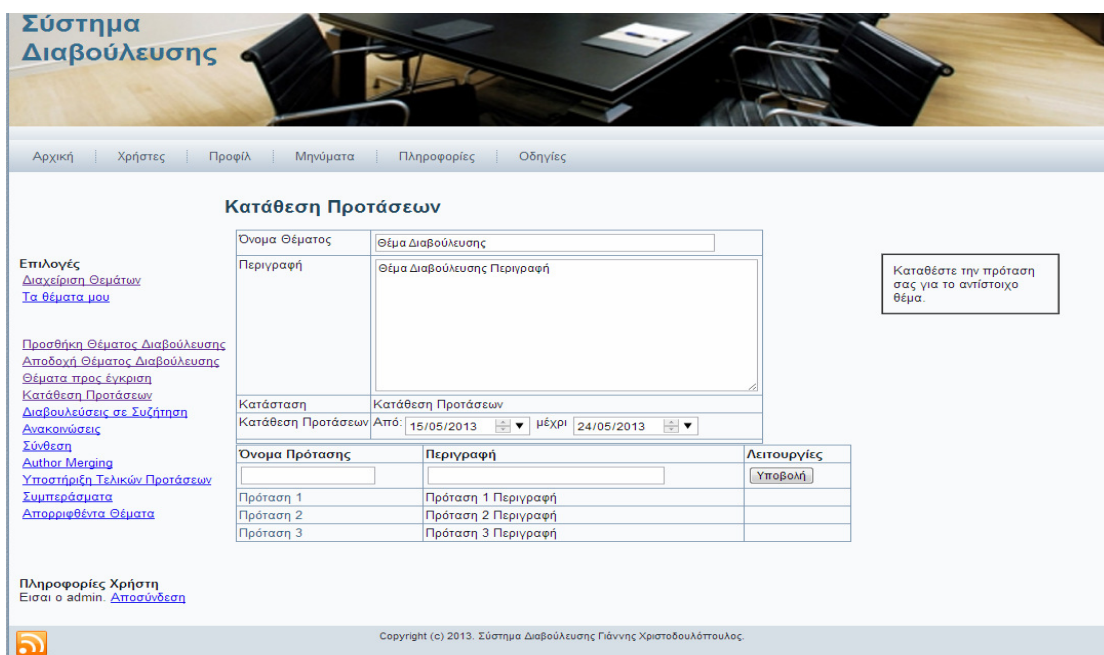 Σύστημα
Διαβούλευσης
Αρχική Χρήστες Προφίλ Μηνύματα Πληροφορίες Οδηγίες
Κατάθεση Προτάσεων
Επιλογές
Διαχείριση Θεμάτων
Τα θέματα μου
Προσθήκη Θέματος Διαβούλευσης
Αποδοχή Θέματος Διαβούλευσης
Θέματα προς έγκριση
Κατάθεση Προτάσεων
Διαβουλεύσεις σε Συζήτηση
Ανακοινώσεις
Σύνθεση
Author Merging
Υποστήριξη Τελικών Προτάσεων
Συμπεράσματα
Απορριφθέντα Θέματα
Πληροφορίες Χρήστη
Εισαι ο admin. Αποσύνδεση
Όνομα Θέματος Θέμα Διαβούλευσης
Περιγραφή Θέμα Διαβούλευσης Περιγραφή
Κατάσταση Κατάθεση Προτάσεων
Κατάθεση Προτάσεων Από: 15/05/2013 μέχρι 24/05/2013
Όνομα Πρότασης Περιγραφή Λειτουργίες
Υποβολή
Πρόταση 1 Πρόταση 1 Περιγραφή
Πρόταση 2 Πρόταση 2 Περιγραφή
Πρόταση 3 Πρόταση 3 Περιγραφή
Καταθέστε την πρόταση
σας για το αντίστοιχο
θέμα.
Copyright (c) 2013. Σύστημα Διαβούλευσης Γιάννης Χριστοδουλόπουλος.